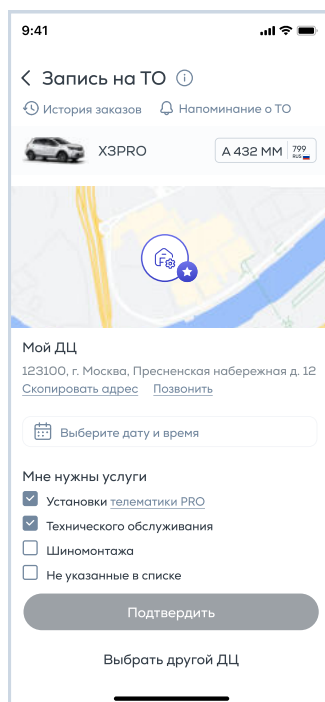 9:41
Запись на ТО
История заказов Напоминание о ТО
X3PRO А 432 ММ 799
RUS
Мой ДЦ
123100, г. Москва, Пресненская набережная д. 12
Скопировать адрес Позвонить
Выберите дату и время
Мне нужны услуги
Установки телематики PRO
Технического обслуживания
Шиномонтажа
Не указанные в списке
Подтвердить
Выбрать другой ДЦ